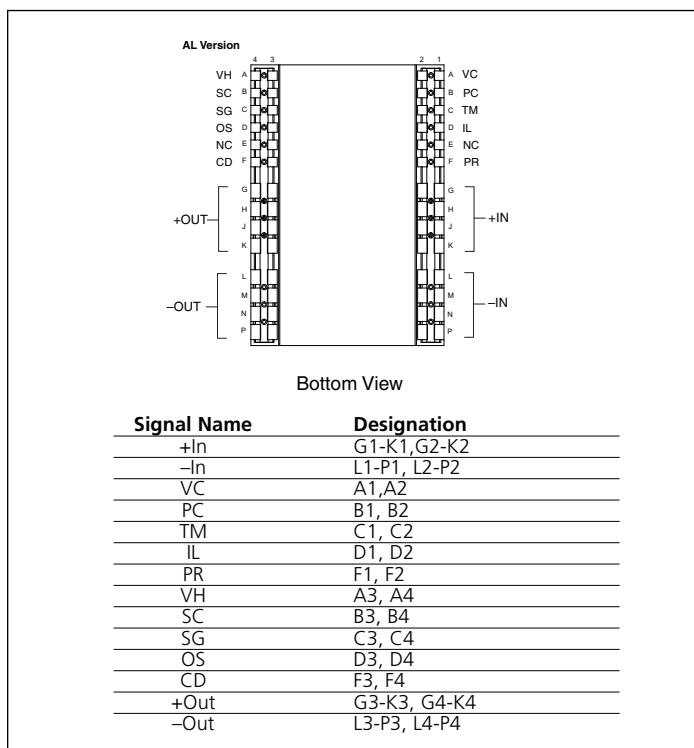 AL Version
4 3 2 1
VH A A VC
SC B B PC
SG C C TM
OS D D IL
NC E E NC
CD F F PR
G G
H H
+OUT +IN
J J
K K
L L
M M
–OUT –IN
N N
P P
Bottom View
Signal Name Designation
+In G1-K1,G2-K2
–In L1-P1, L2-P2
VC A1,A2
PC B1, B2
TM C1, C2
IL D1, D2
PR F1, F2
VH A3, A4
SC B3, B4
SG C3, C4
OS D3, D4
CD F3, F4
+Out G3-K3, G4-K4
–Out L3-P3, L4-P4